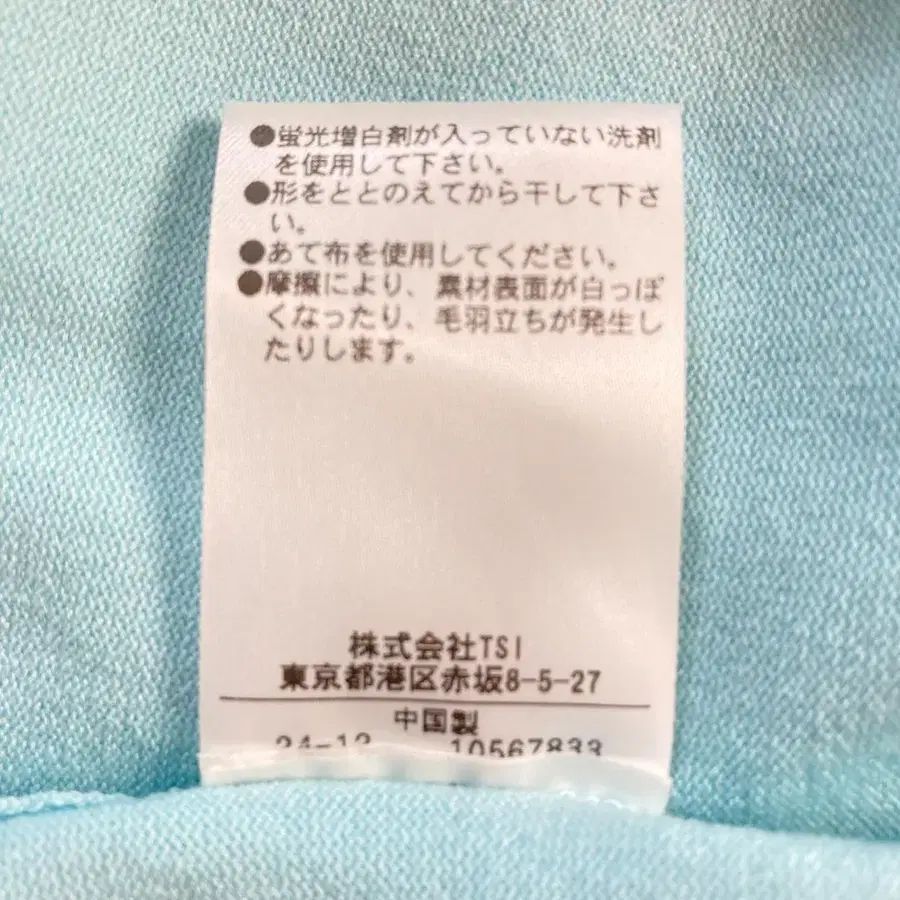 ●蛍光増白剤が入っていない洗剤
を使用して下さい。
●形をととのえてから干して下さ
い。
●あて布を使用してください。
●摩擦により、素材表面が白っぽ
くなったり、毛羽立ちが発生し
たりします。
株式会社TSI
東京都港区赤坂8-5-27
中国製
24-12 10567833